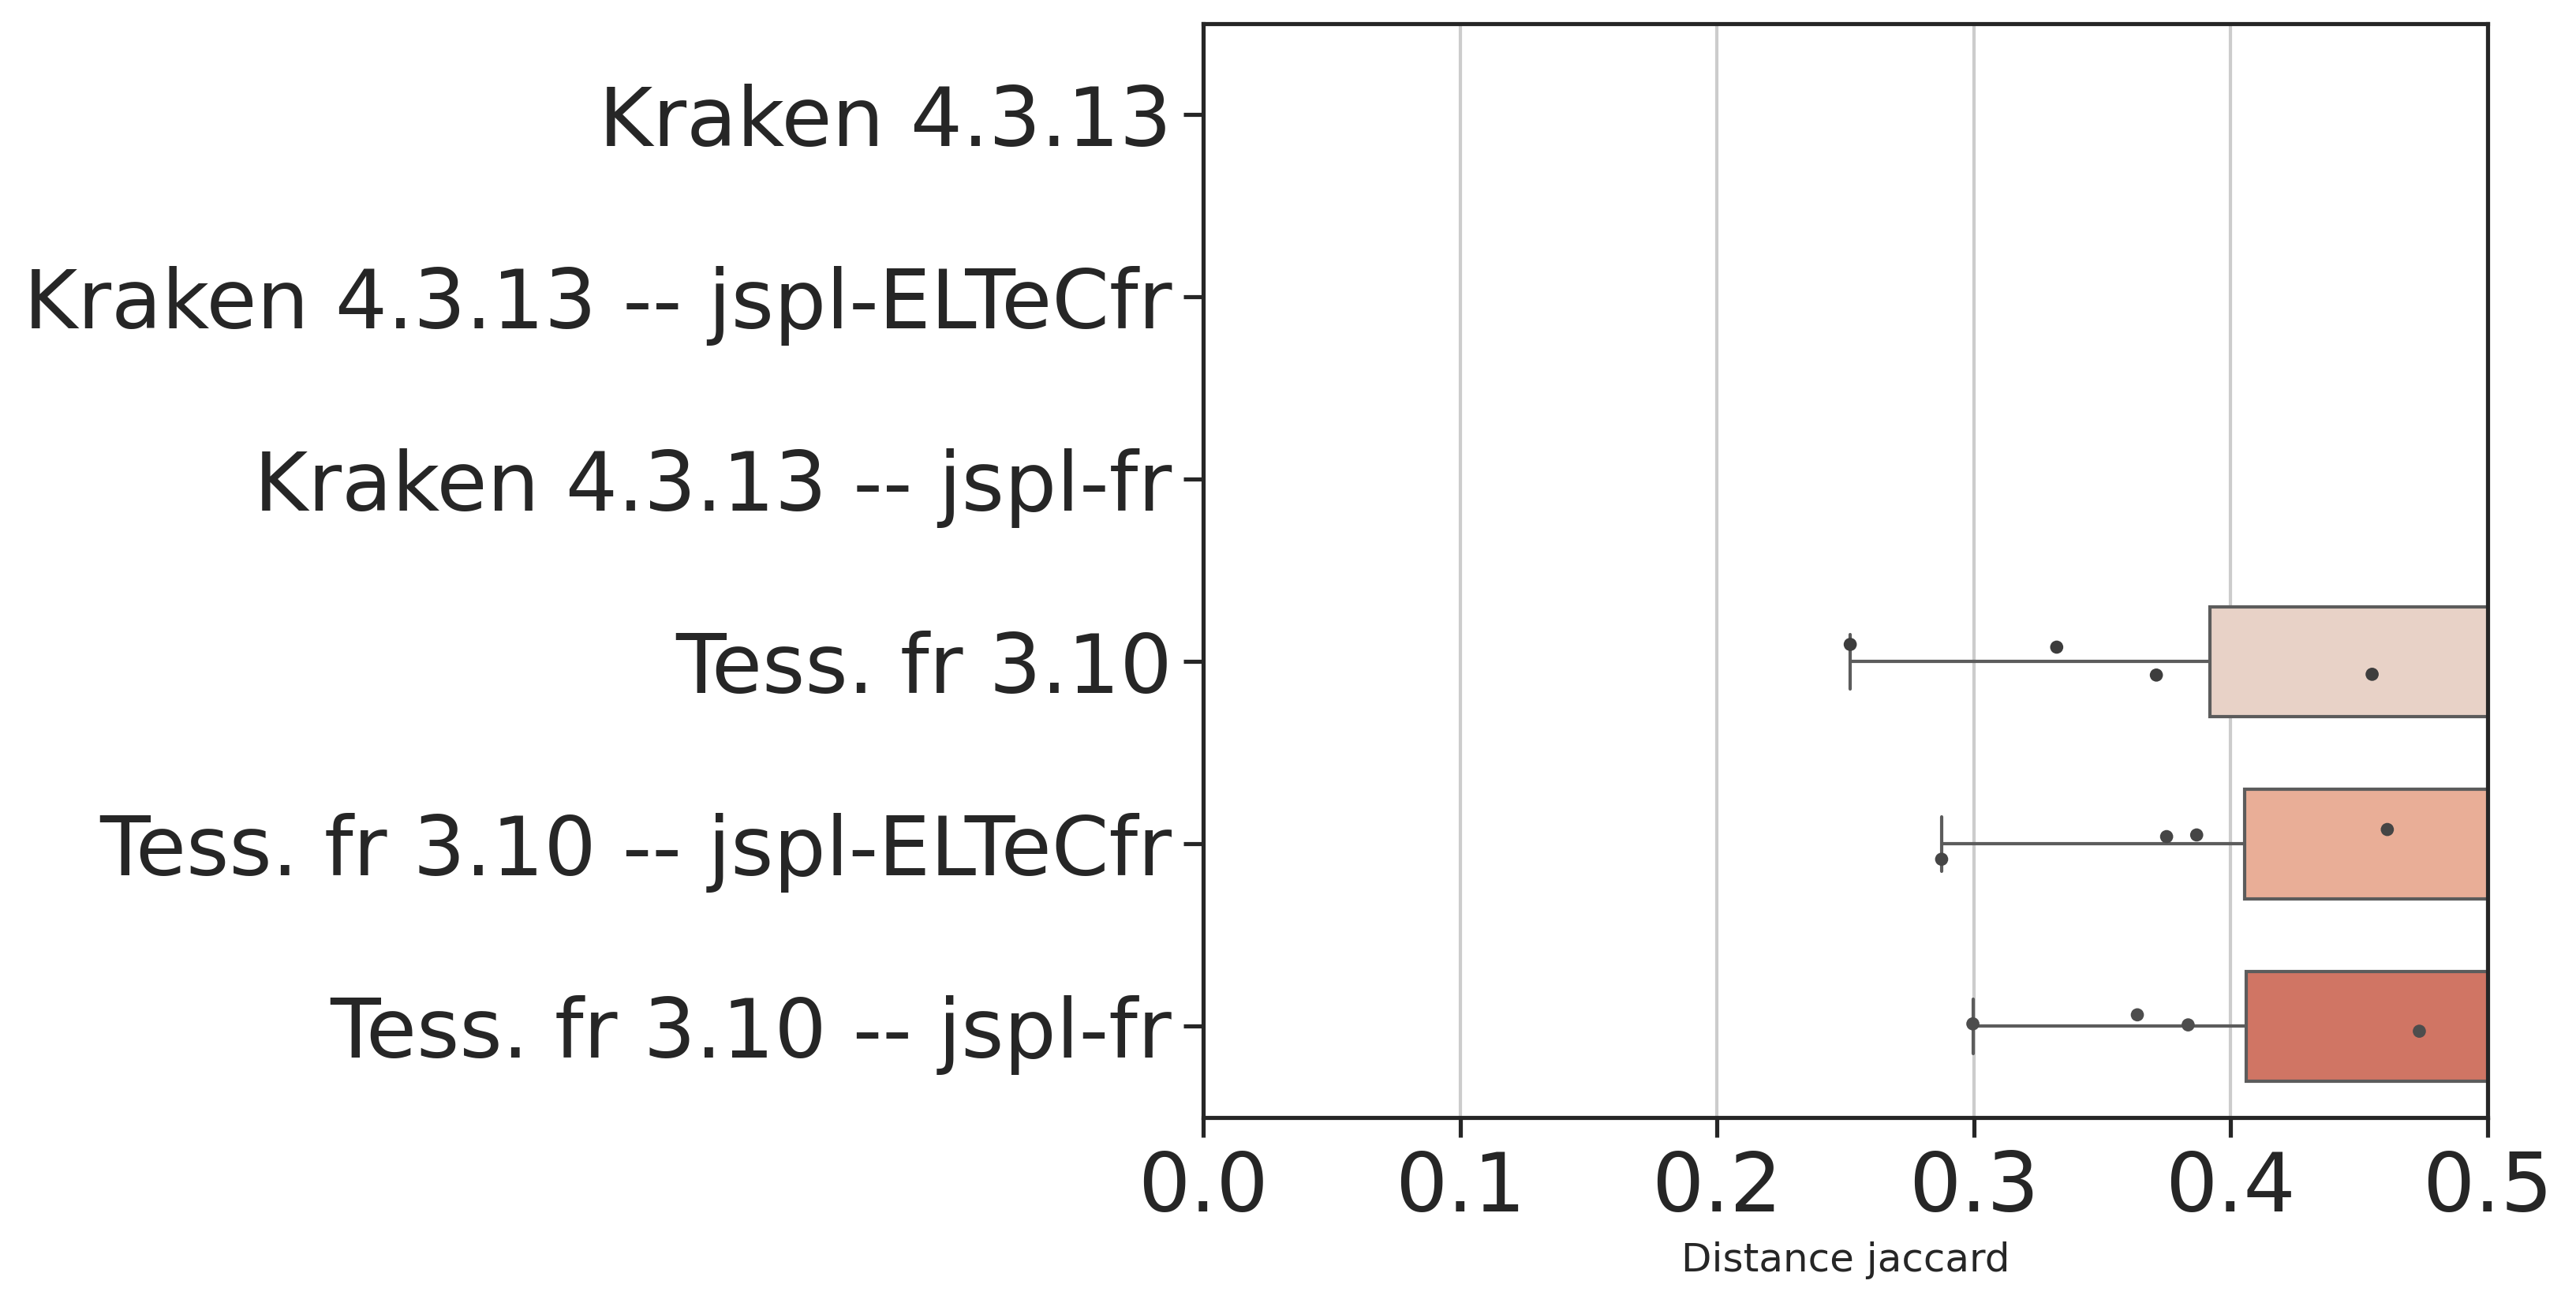 Kraken 4.3.13
Kraken 4.3.13 -- jspl-ELTeCfr
Kraken 4.3.13 -- jspl-fr
Tess. fr 3.10
Tess. fr 3.10 -- jspl-ELTeCfr
Tess. fr 3.10 -- jspl-fr
0.0 0.1 0.2 0.3 0.4 0.5
Distance jaccard